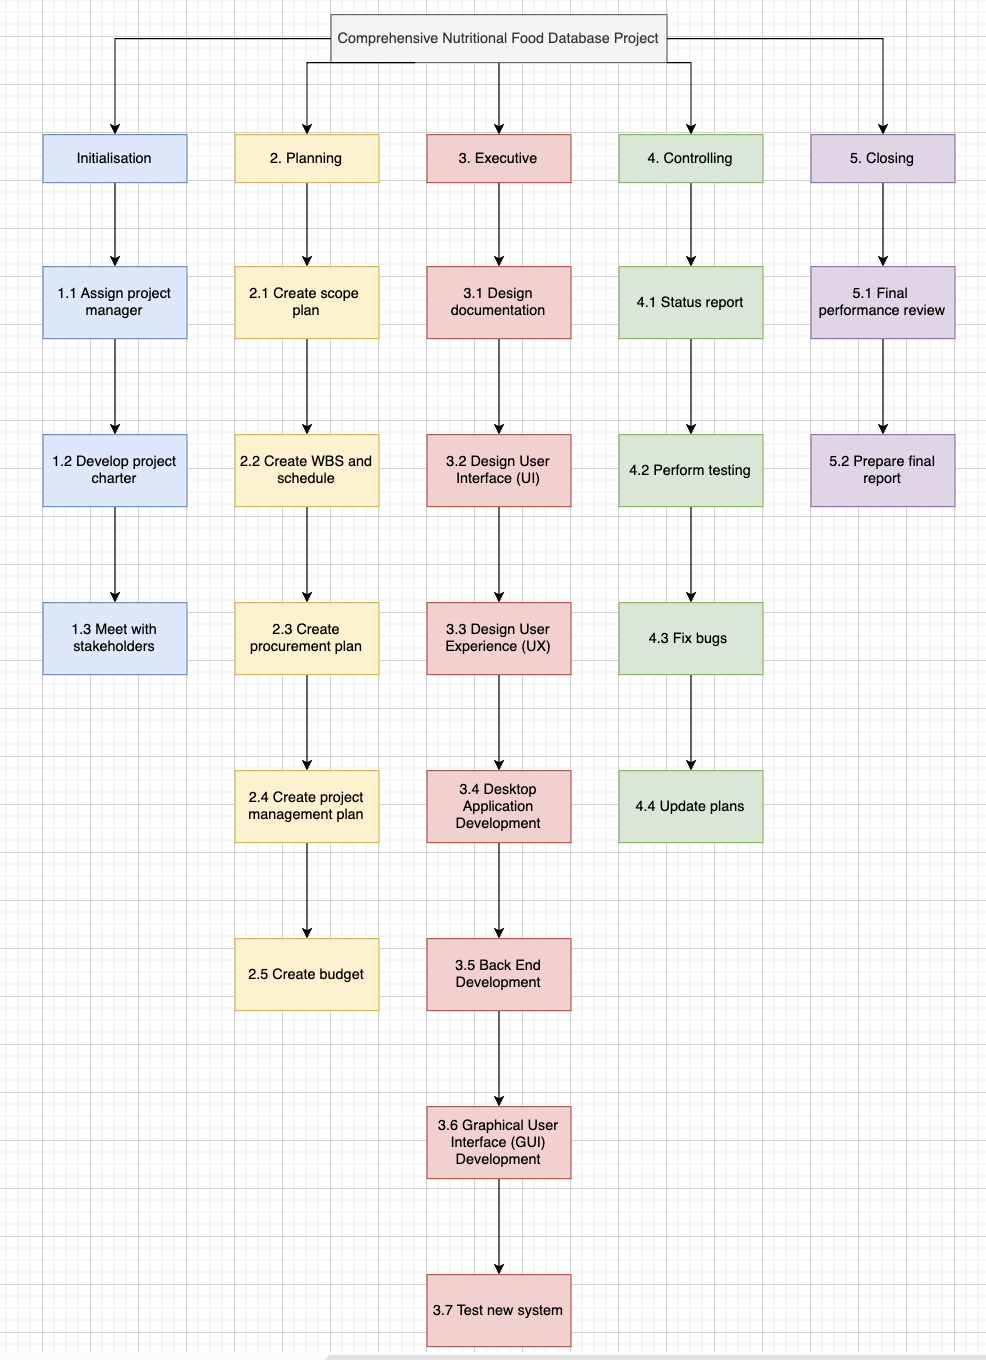 Comprehensive Nutritional Food Database Project
Initialisation
2. Planning
3. Executive
4. Controlling
5. Closing
1.1 Assign project
manager
2.1 Create scope
plan
3.1 Design
documentation
4.1 Status report
5.1 Final
performance review
1.2 Develop project
charter
2.2 Create WBS and
schedule
3.2 Design User
Interface (UI)
4.2 Perform testing
5.2 Prepare final
report
1.3 Meet with
stakeholders
2.3 Create
procurement plan
3.3 Design User
Experience (UX)
4.3 Fix bugs
2.4 Create project
management plan
3.4 Desktop
Application
Development
4.4 Update plans
2.5 Create budget
3.5 Back End
Development
3.6 Graphical User
Interface (GUI)
Development
3.7 Test new system